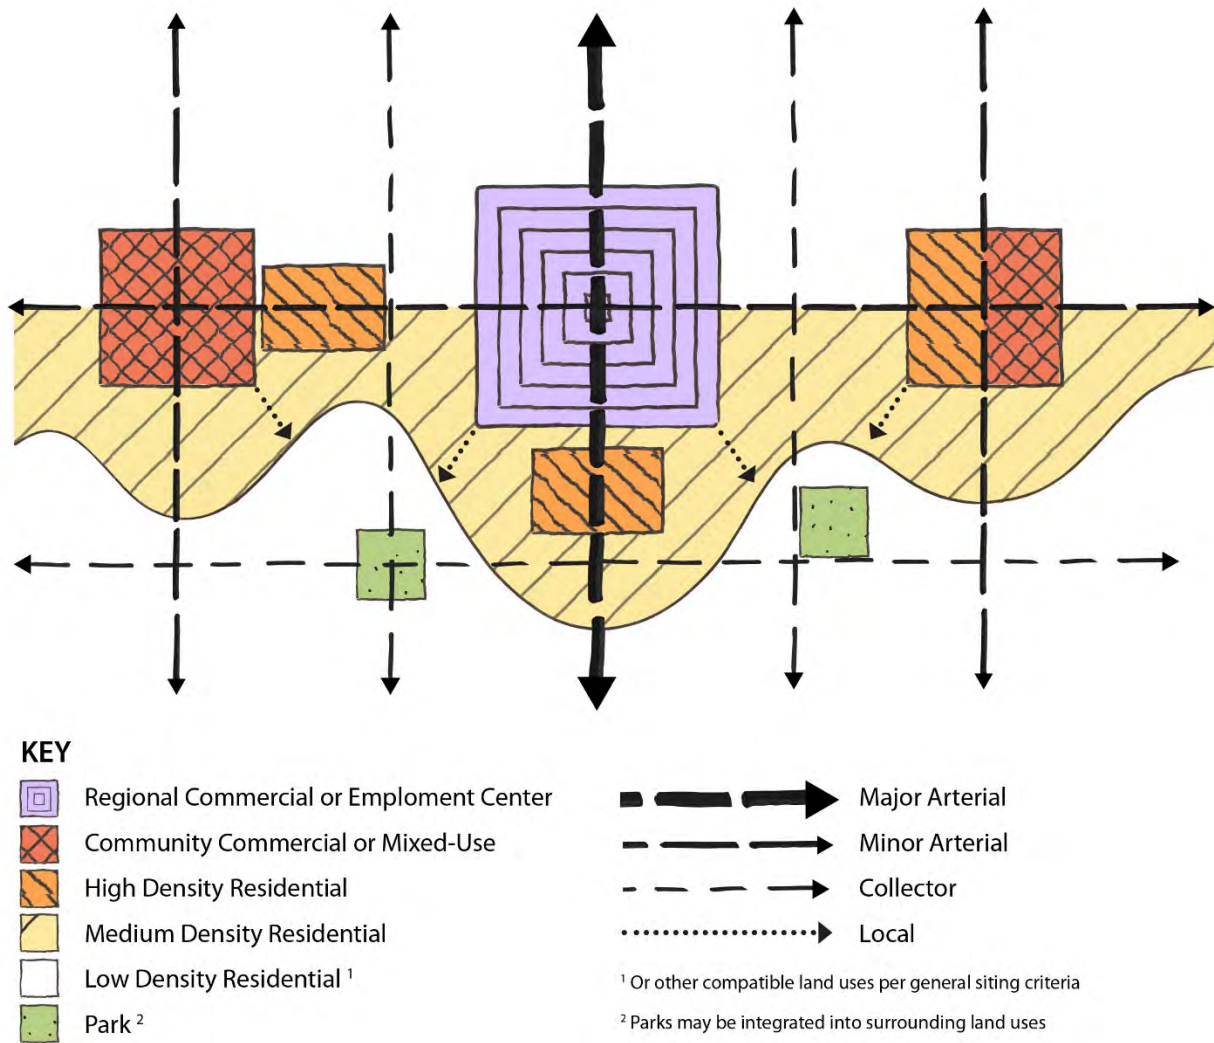 KEY
Regional Commercial or Emploment Center
Community Commercial or Mixed-Use
High Density Residential
Medium Density Residential
Low Density Residential ¹
Park ²
Major Arterial
Minor Arterial
Collector
Local
¹ Or other compatible land uses per general siting criteria
² Parks may be integrated into surrounding land uses